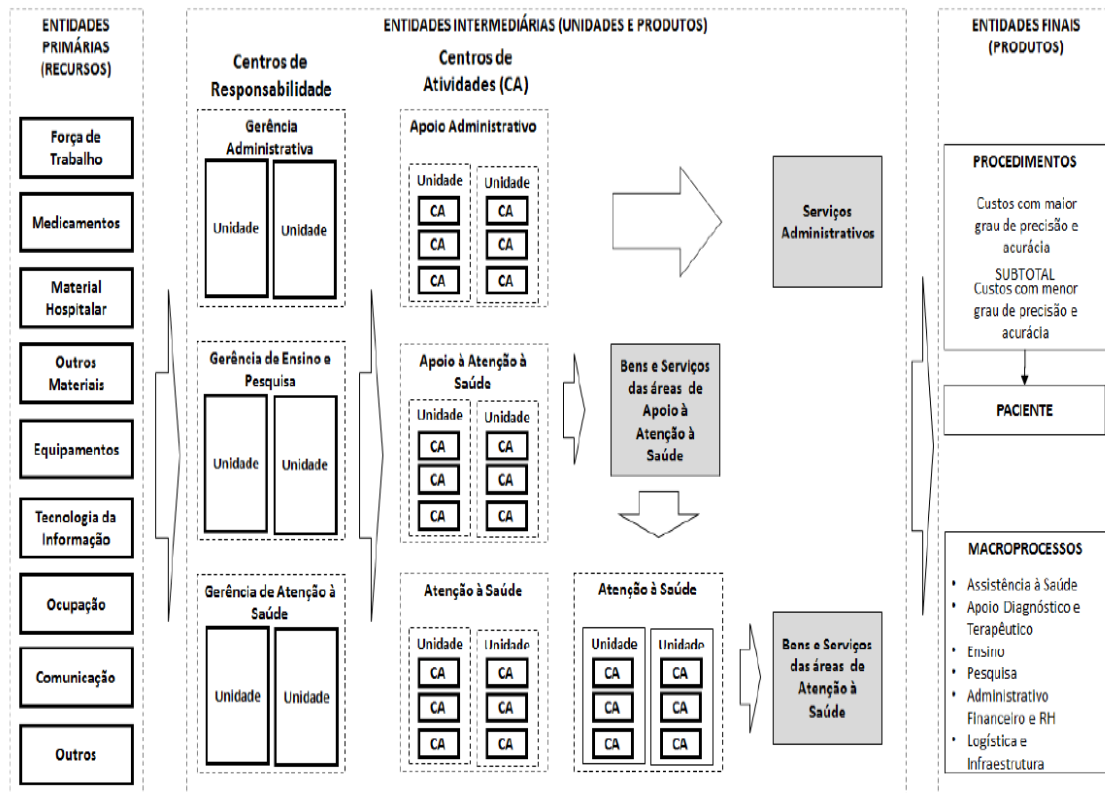 ENTIDADES
PRIMÁRIAS
(RECURSOS)
Força de
Trabalho
Medicamentos
Material
Hospitalar
Outros
Materiais
Equipamentos
Tecnologia da
Informação
Ocupação
Comunicação
Outros
ENTIDADES INTERMEDIÁRIAS (UNIDADES E PRODUTOS)
Centros de
Responsabilidade
Gerência
Administrativa
Unidade
Unidade
Gerência de Ensino e
Pesquisa
Unidade
Unidade
Gerência de Atenção à
Saúde
Unidade
Unidade
Centros de
Atividades (CA)
Apoio Administrativo
Unidade
CA
CA
CA
Unidade
CA
CA
CA
Apoio à Atenção à
Saúde
Unidade
CA
CA
CA
Unidade
CA
CA
CA
Atenção à Saúde
Unidade
CA
CA
CA
Unidade
CA
CA
CA
Serviços
Administrativos
Bens e Serviços
das áreas de
Apoio à
Atenção à
Saúde
Atenção à Saúde
Unidade
CA
CA
CA
Unidade
CA
CA
CA
Bens e Serviços
das áreas de
Atenção à
Saúde
ENTIDADES FINAIS
(PRODUTOS)
PROCEDIMENTOS
Custos com maior
grau de precisão e
acurácia
SUBTOTAL
Custos com menor
grau de precisão e
acurácia
PACIENTE
MACROPROCESSOS
• Assistência à Saúde
• Apoio Diagnóstico e
Terapêutico
• Ensino
• Pesquisa
• Administrativo
Financeiro e RH
• Logística e
Infraestrutura